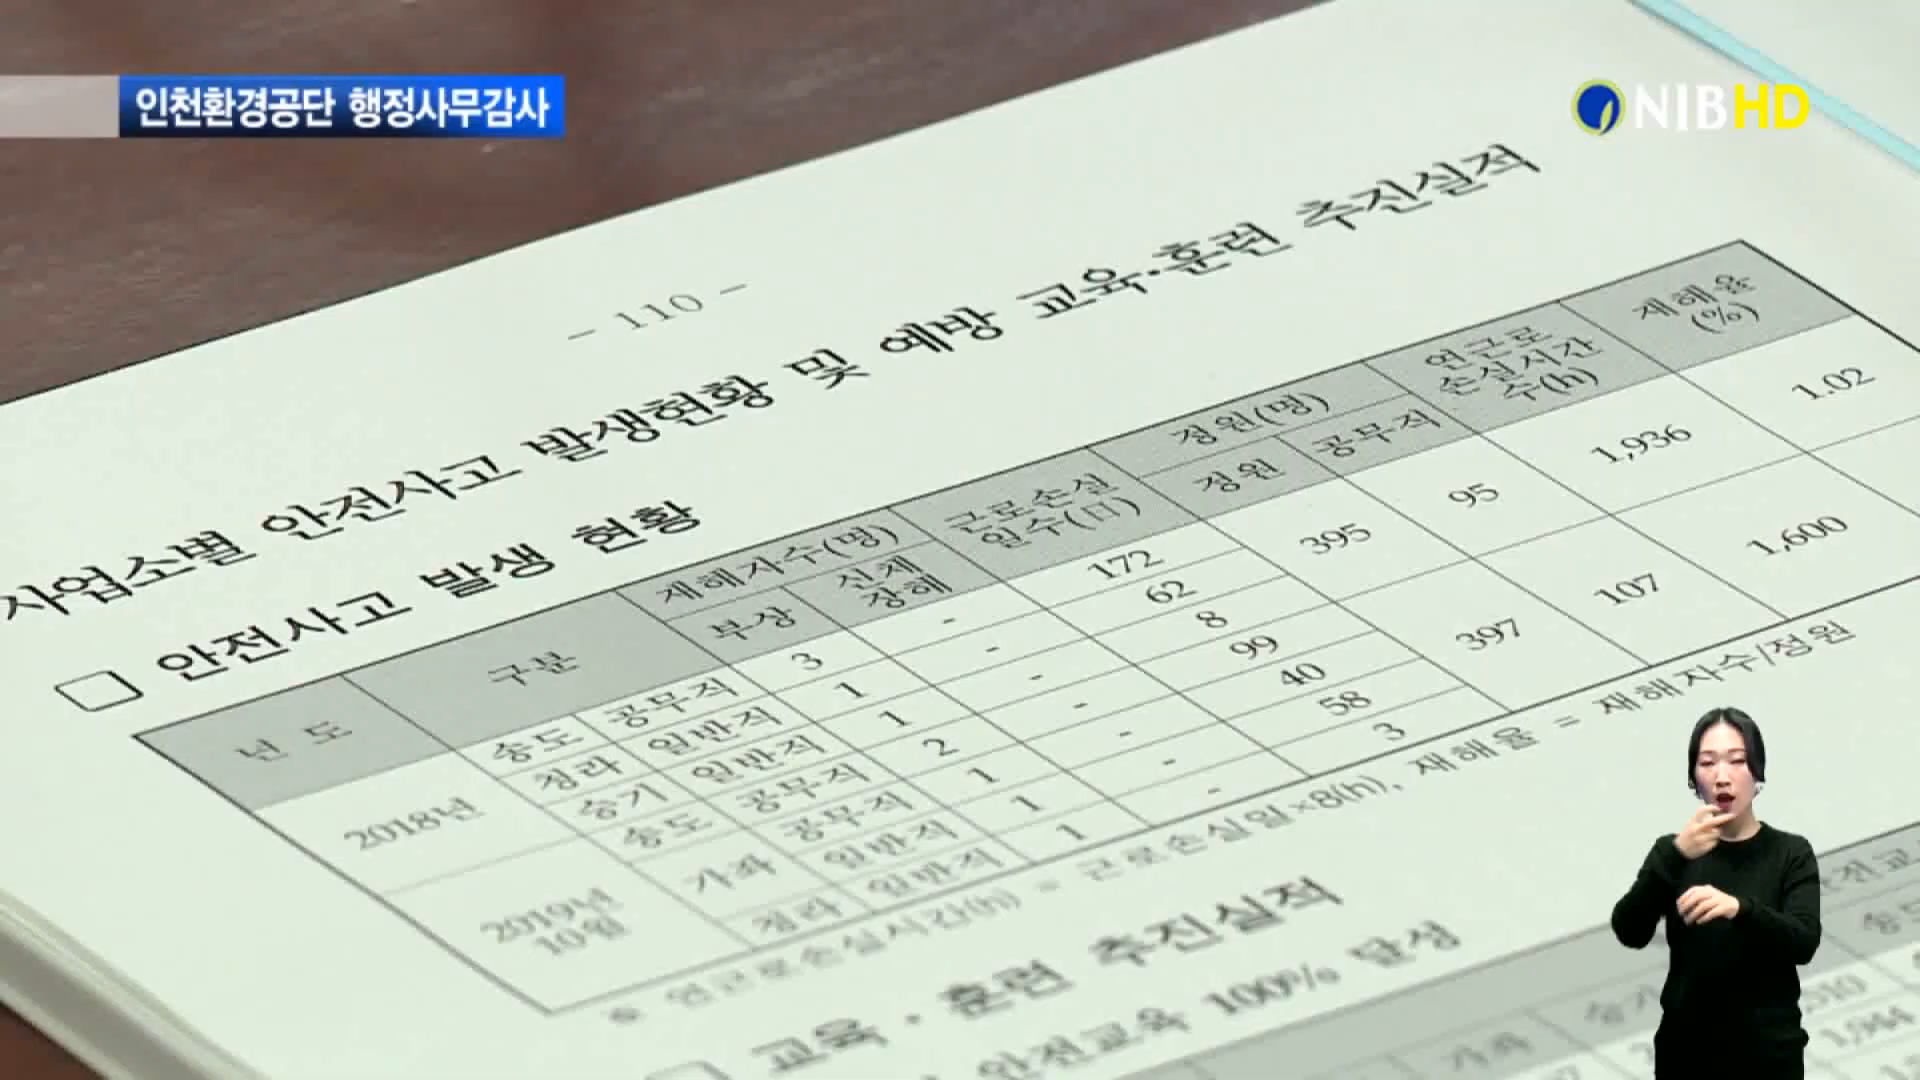 인천환경공단 행정사무감사
NIBHD
- 110 -
사업소별 안전사고 발생현황 및 예방 교육·훈련 추진실적
□ 안전사고 발생 현황
년 도
구분
재해자수(명)
부상
신체
장해
근로손실
일수(日)
정원(명)
정원
공무직
연근로
손실시간
수(h)
재해율
(%)
2018년
송도 공무직 3 - 172
청라 일반직 1 - 62
승기 일반직 1 - 8
395 95 1,936 1.02
2019년
10월
송도 공무직 2 - 99
가좌 공무직 1 - 40
일반직 1 - 58
청라 일반직 1 - 3
397 107 1,600
※ 연근로손실시간(h) = 근로손실일×8(h), 재해율 = 재해자수/정원
교육 · 훈련 추진실적
안전교육 100% 달성
가좌
승기
1,944